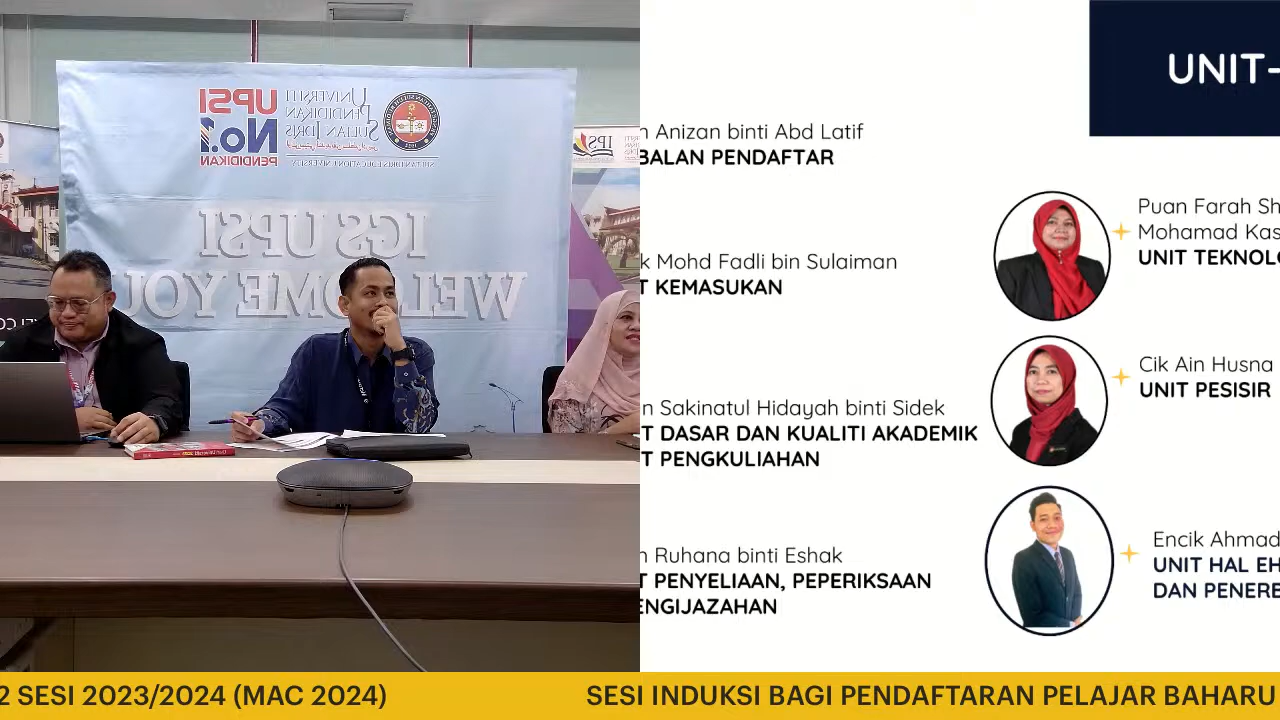 UPSI
No.1
PENDIDIKAN
UNIVERSITI
PENDIDIKAN
SULTAN IDRIS
IPS
IGS UPSI
WELCOME YOU
UNIT-
Anizan binti Abd Latif
BALAN PENDAFTAR
Mohd Fadli bin Sulaiman
KEMASUKAN
Sakinatul Hidayah binti Sidek
DASAR DAN KUALITI AKADEMIK
PENGKULIAHAN
Ruhana binti Eshak
PENYELIAAN, PEPERIKSAAN
Puan Farah Sh
Mohamad Kas
UNIT TEKNOLO
Cik Ain Husna
UNIT PESISIR
Encik Ahmad
UNIT HAL EH
DAN PENERE
2 SESI 2023/2024 (MAC 2024)
SESI INDUKSI BAGI PENDAFTARAN PELAJAR BAHARU